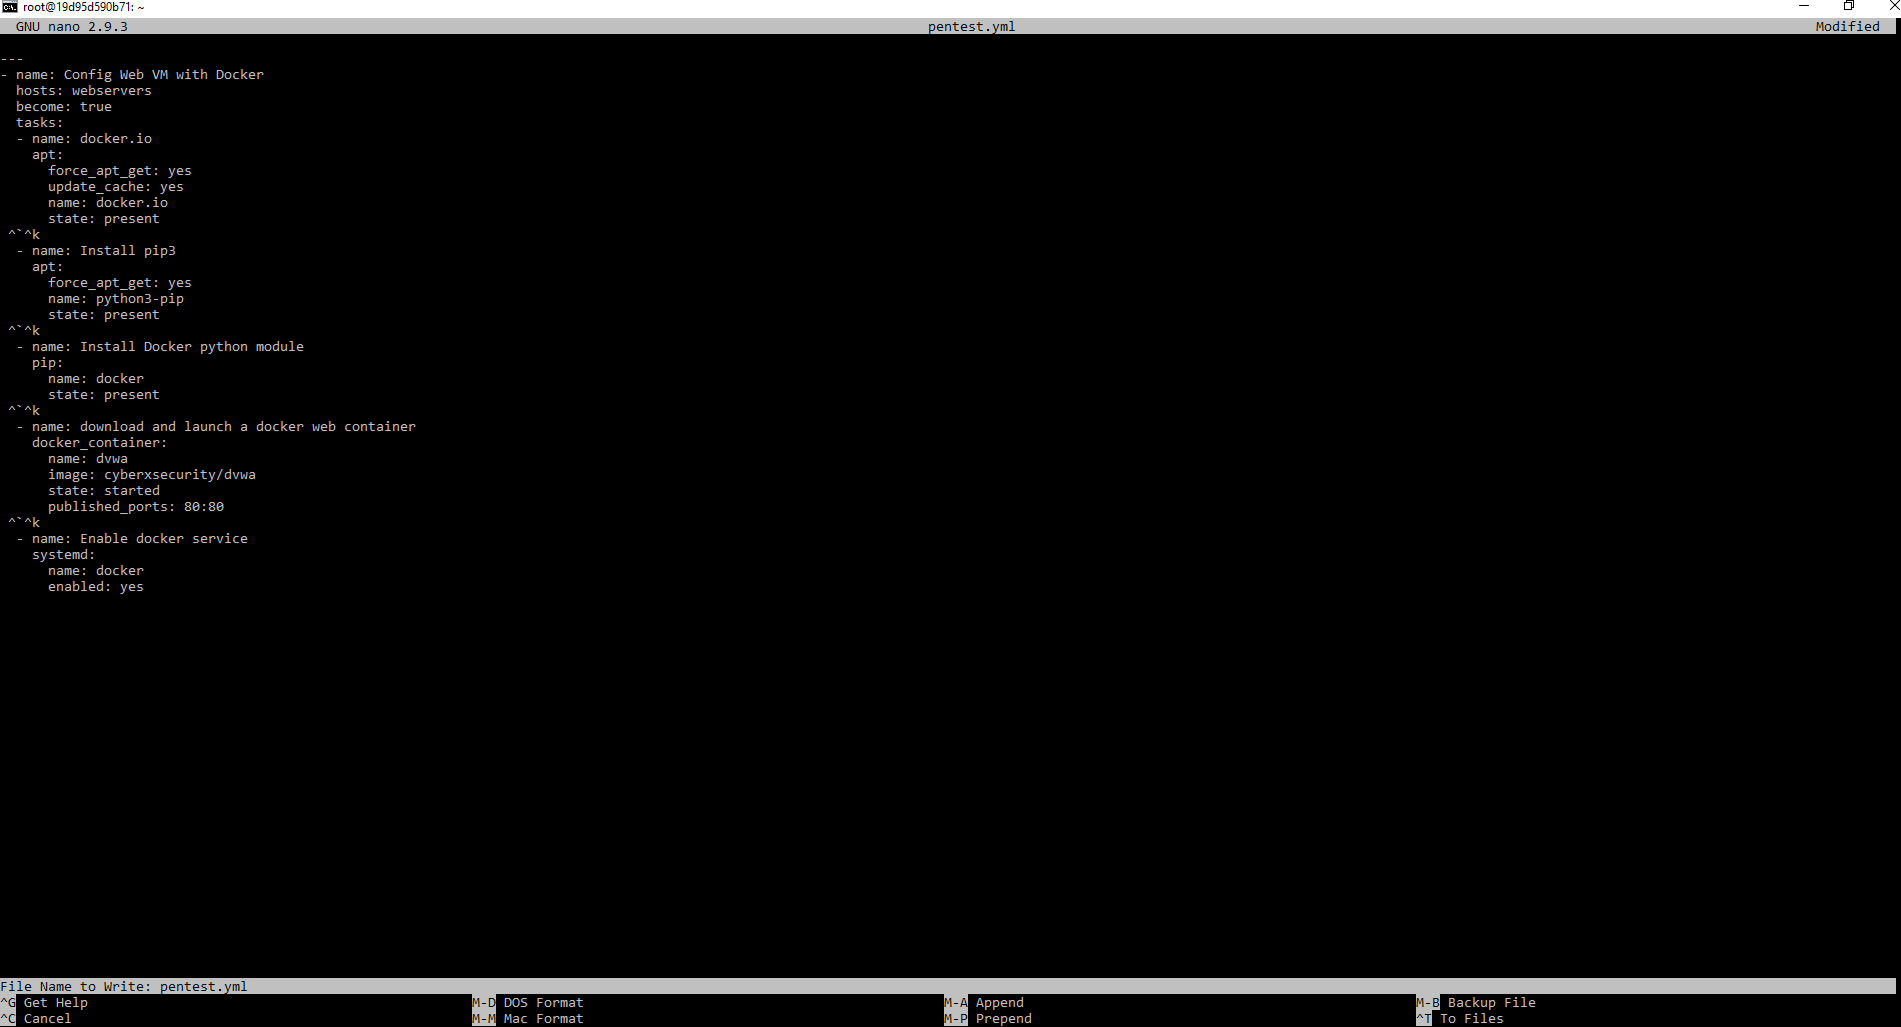 root@19d95d590b71: ~
GNU nano 2.9.3 pentest.yml Modified
---
- name: Config Web VM with Docker
  hosts: webservers
  become: true
  tasks:
  - name: docker.io
    apt:
      force_apt_get: yes
      update_cache: yes
      name: docker.io
      state: present
 ^`^k
  - name: Install pip3
    apt:
      force_apt_get: yes
      name: python3-pip
      state: present
 ^`^k
  - name: Install Docker python module
    pip:
      name: docker
      state: present
 ^`^k
  - name: download and launch a docker web container
    docker_container:
      name: dvwa
      image: cyberxsecurity/dvwa
      state: started
      published_ports: 80:80
 ^`^k
  - name: Enable docker service
    systemd:
      name: docker
      enabled: yes
File Name to Write: pentest.yml
^G Get Help M-D DOS Format M-A Append M-B Backup File
^C Cancel M-M Mac Format M-P Prepend ^T To Files